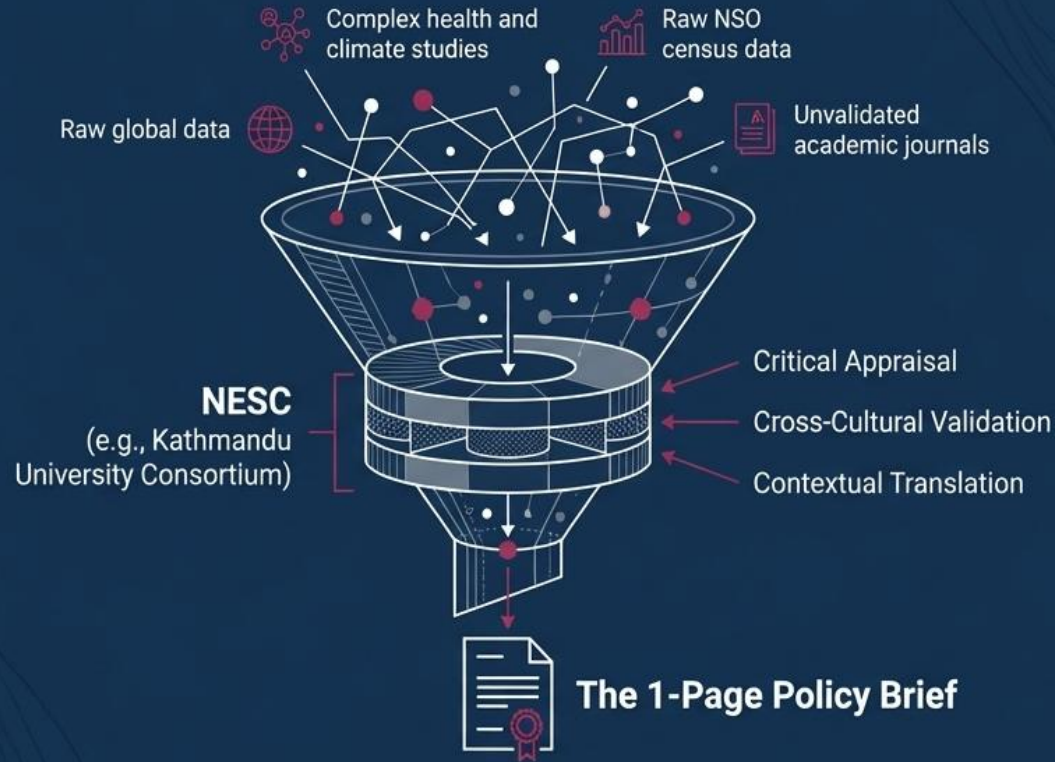 Complex health and
climate studies
Raw NSO
census data
Raw global data
Unvalidated
academic journals
NESC
(e.g., Kathmandu
University Consortium)
Critical Appraisal
Cross-Cultural Validation
Contextual Translation
The 1-Page Policy Brief